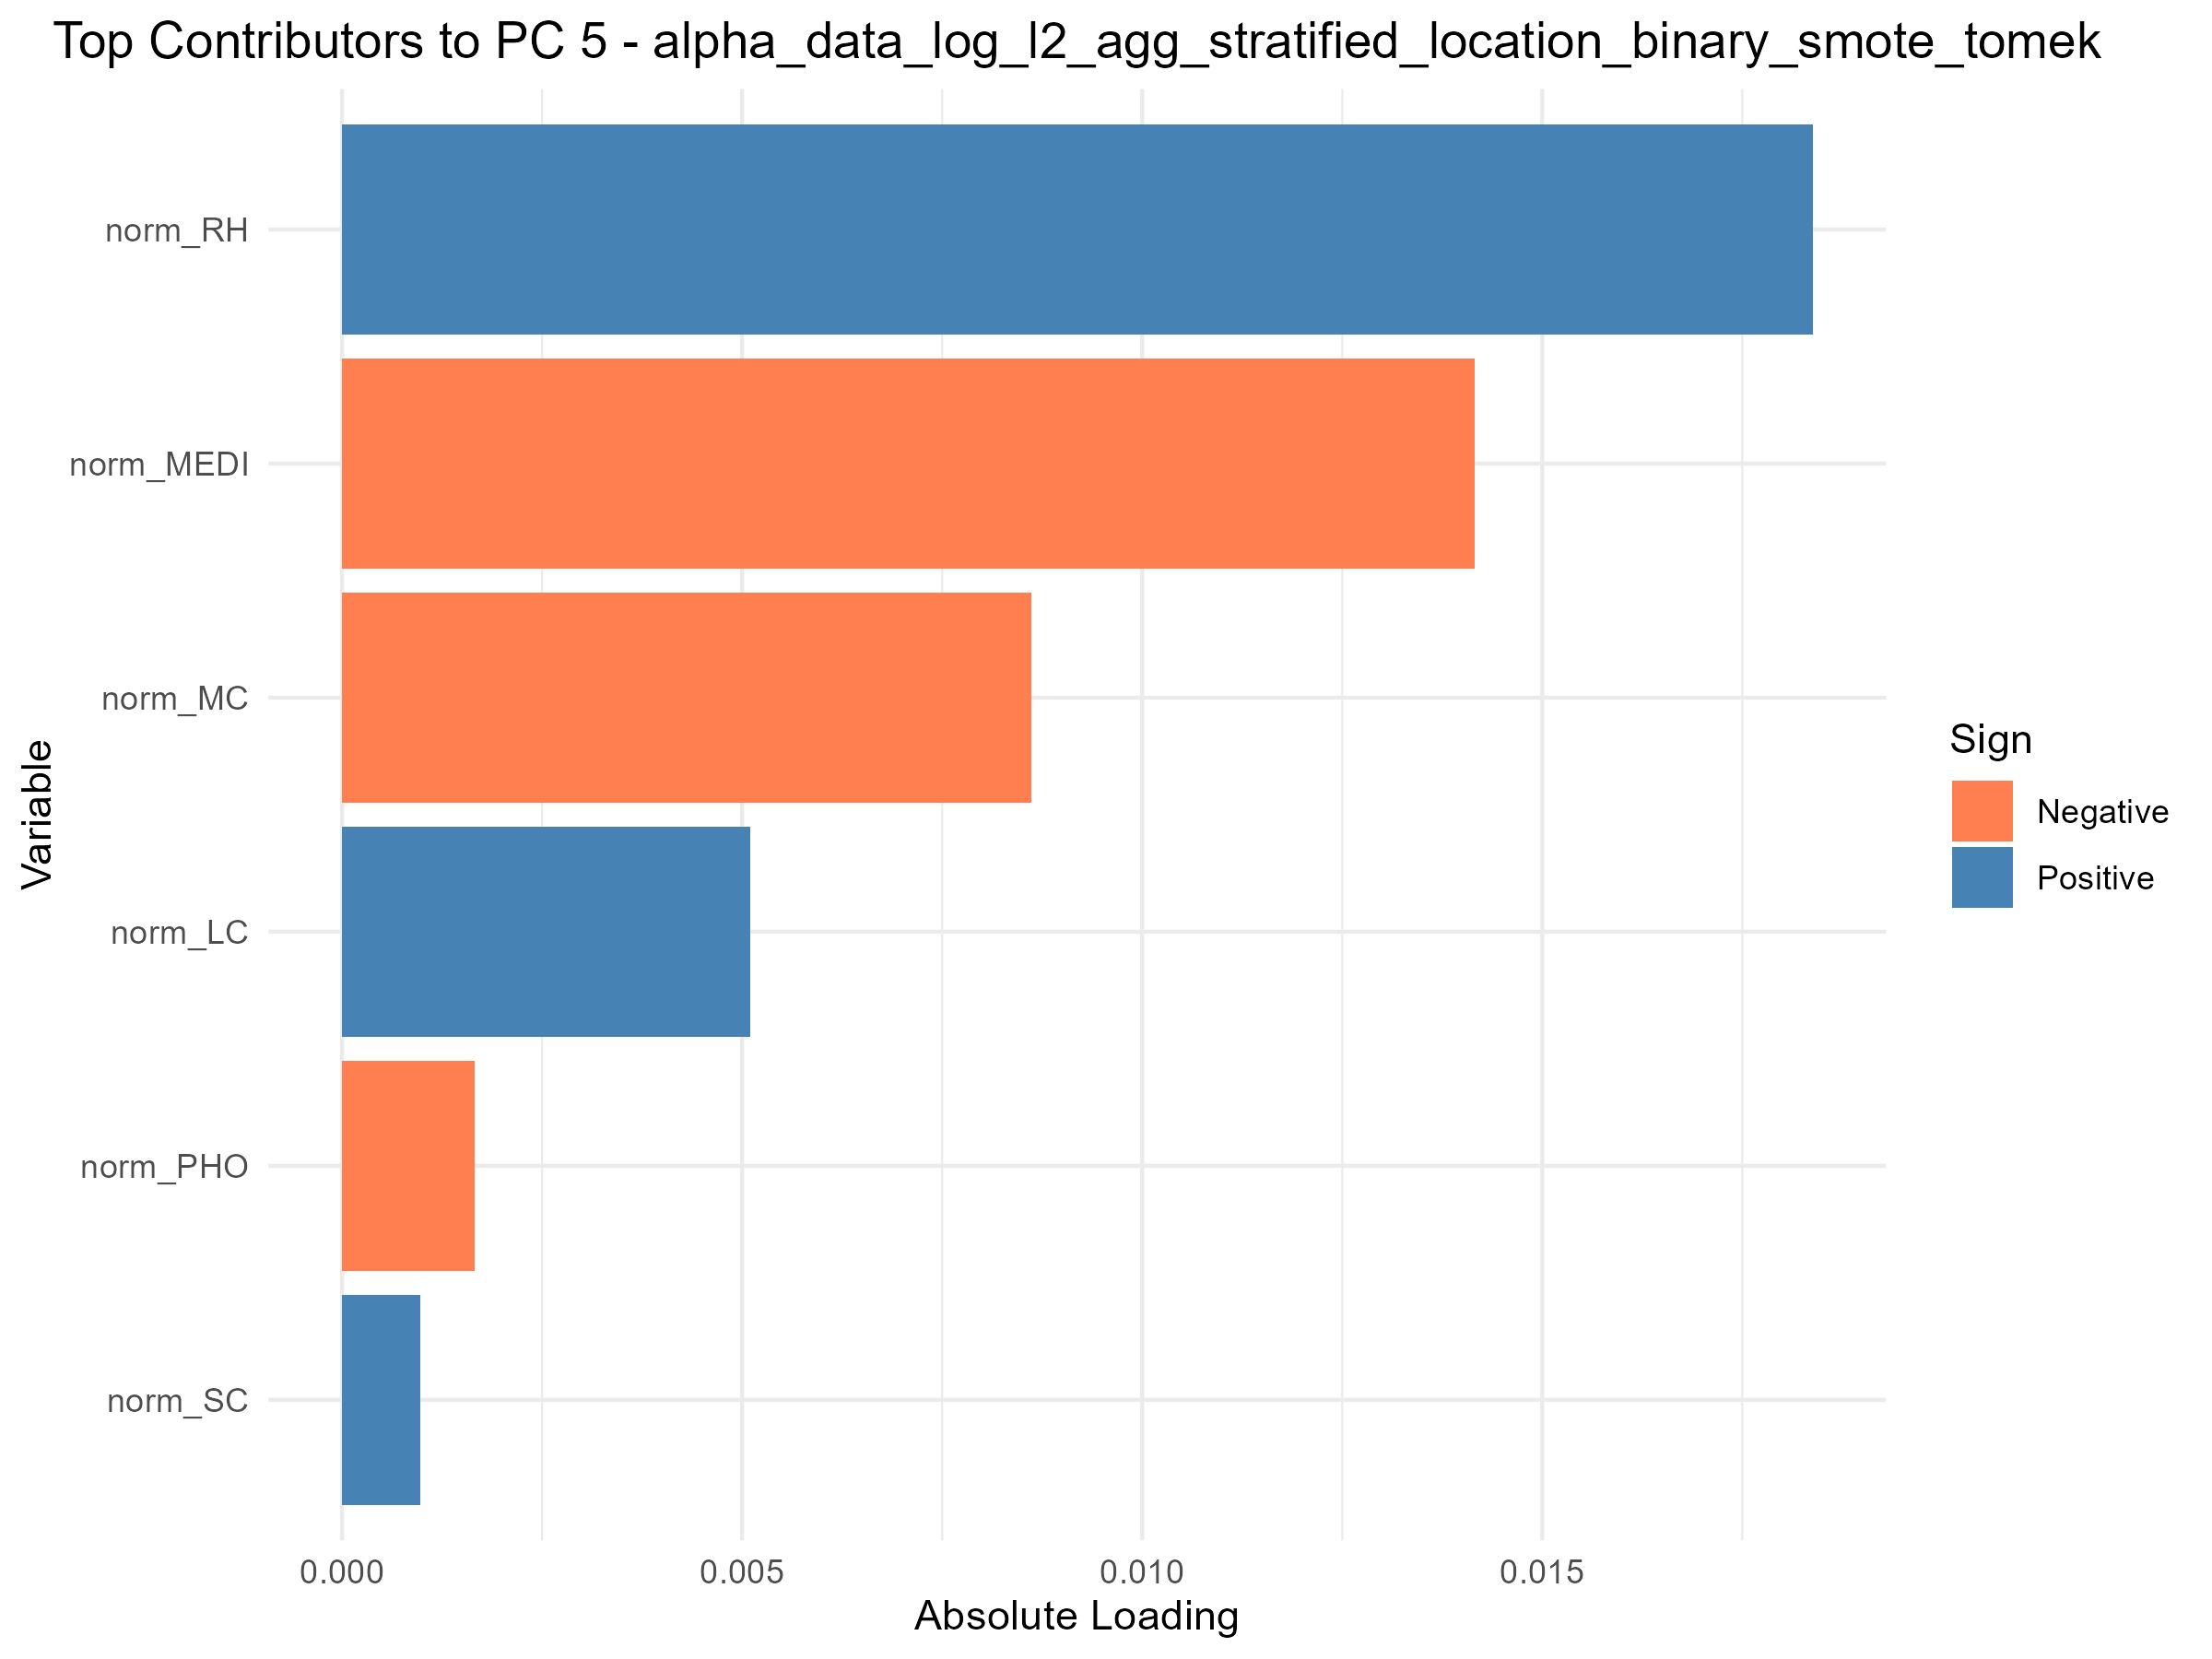 Top Contributors to PC 5 - alpha_data_log_l2_agg_stratified_location_binary_smote_tomek
norm_RH
norm_MEDI
norm_MC
norm_LC
norm_PHO
norm_SC
Variable
0.000
0.005
0.010
0.015
Absolute Loading
Sign
Negative
Positive